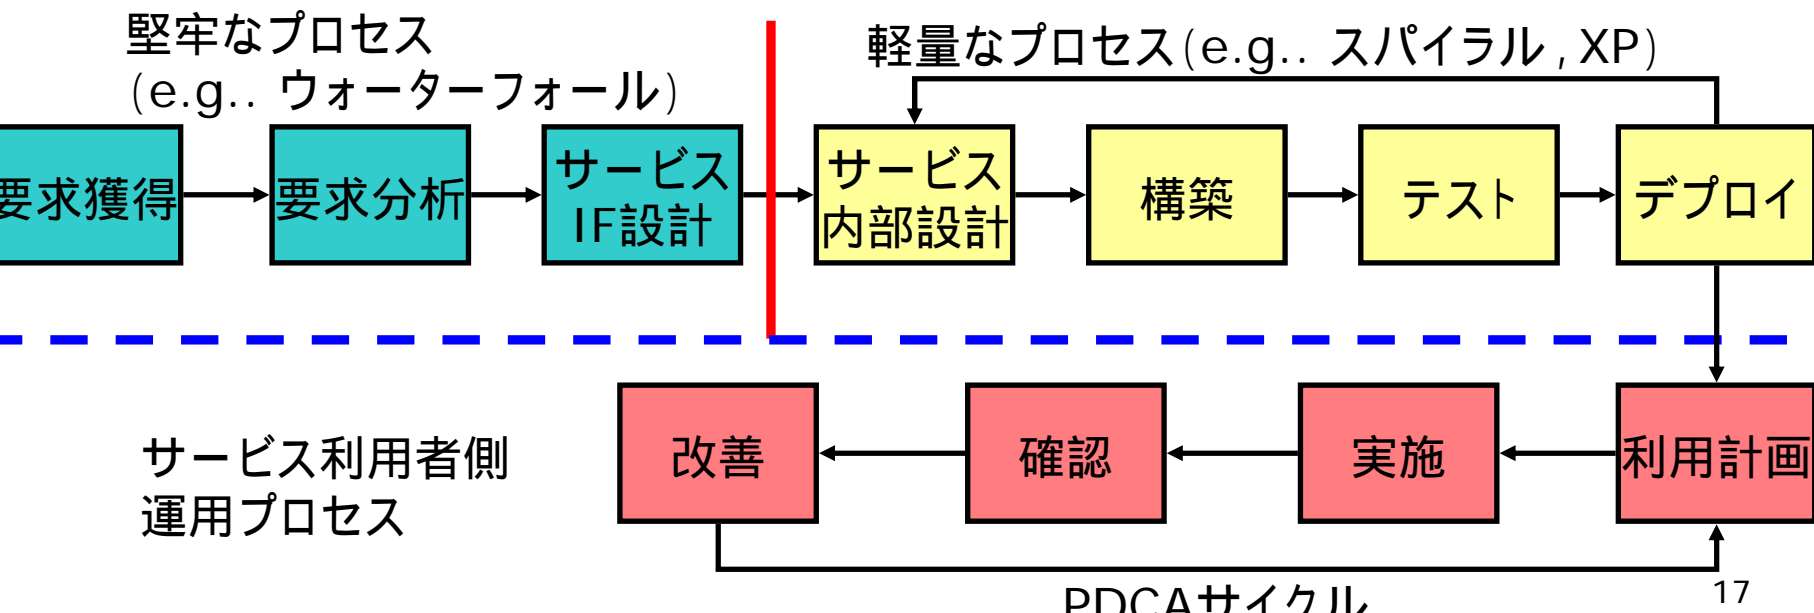 堅牢なプロセス
(e.g.. ウォーターフォール)
軽量なプロセス(e.g.. スパイラル, XP)
要求獲得
要求分析
サービス
IF設計
サービス
内部設計
構築
テスト
デプロイ
サービス利用者側
運用プロセス
改善
確認
実施
利用計画
PDCAサイクル
17